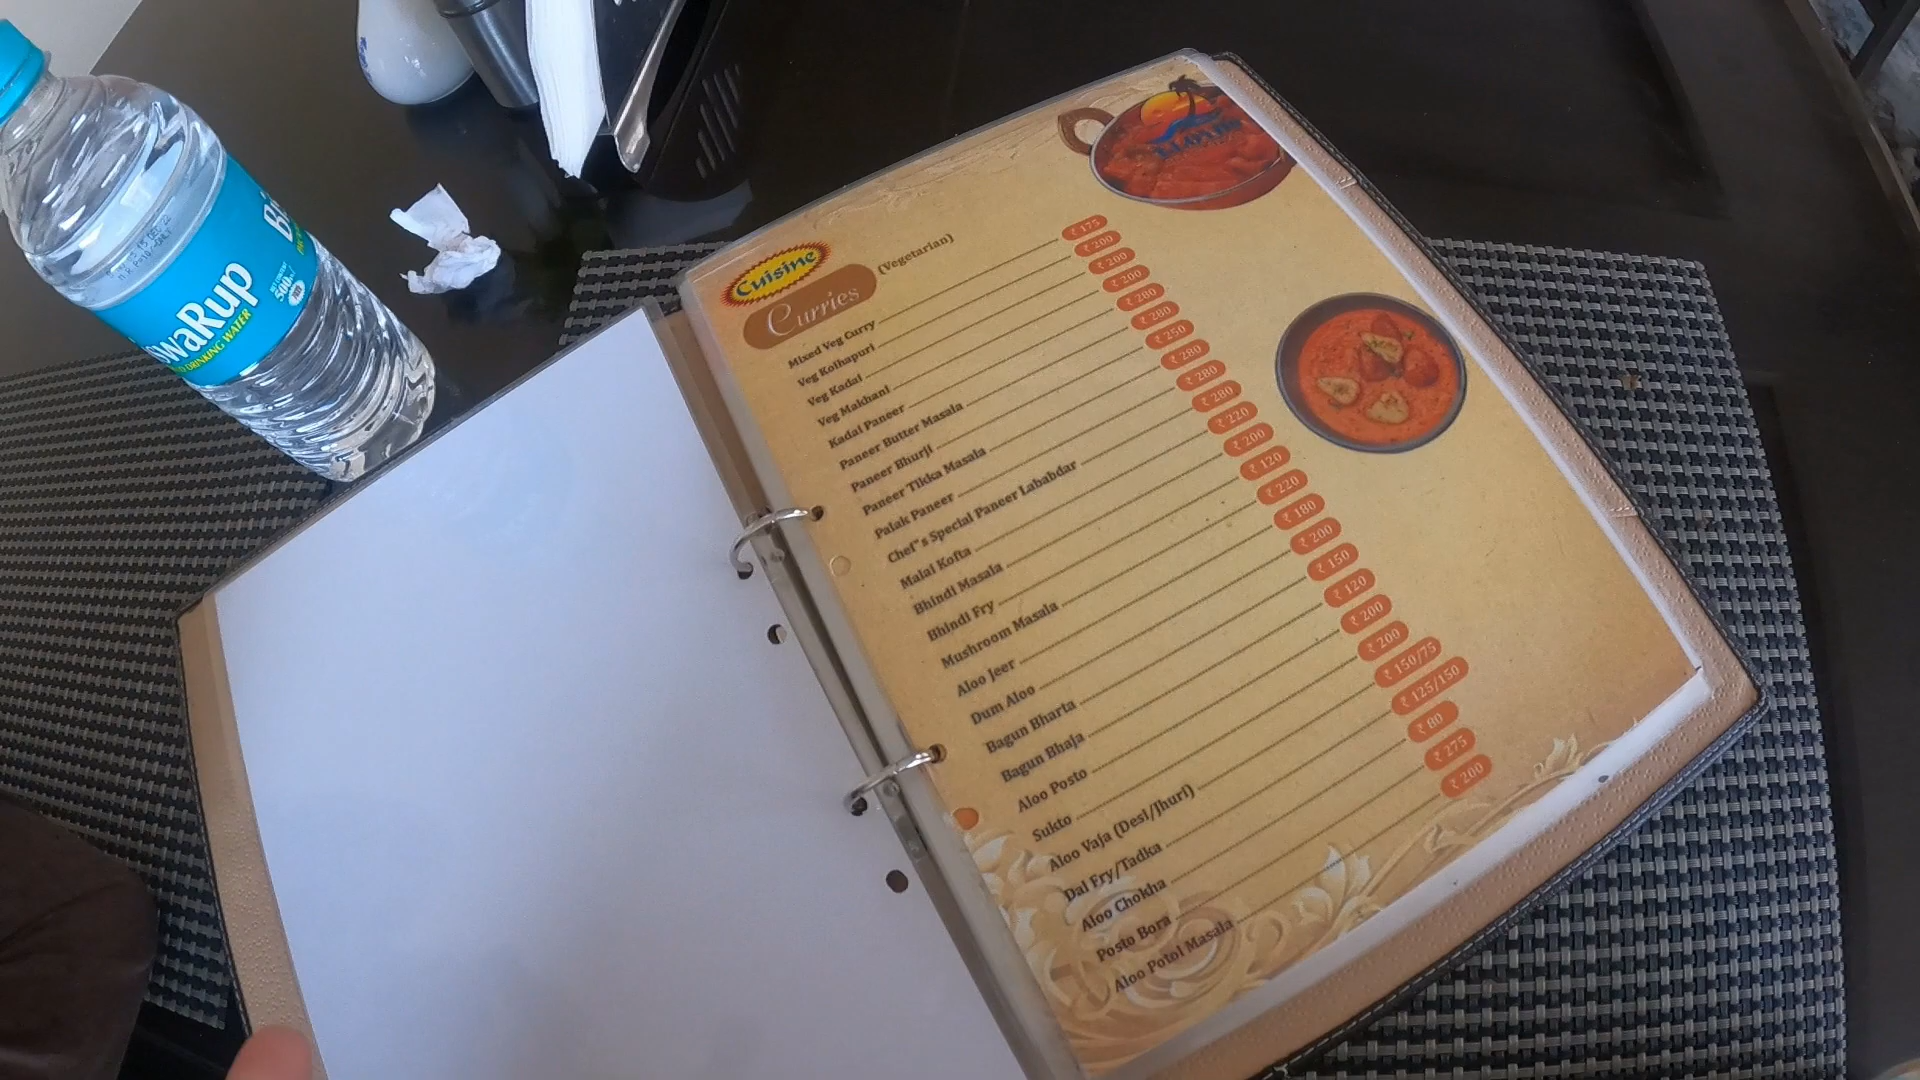 BiswaRup
DRINKING WATER
500ml
Cuisine
Curries (Vegetarian)
Mixed Veg Curry ₹ 175
Veg Kolhapuri ₹ 200
Veg Kadai ₹ 200
Veg Makhani ₹ 200
Kadai Paneer ₹ 280
Paneer Butter Masala ₹ 280
Paneer Bhurji ₹ 250
Paneer Tikka Masala ₹ 280
Palak Paneer ₹ 280
Chef"s Special Paneer Lababdar ₹ 280
Malai Kofta ₹ 220
Bhindi Masala ₹ 200
Bhindi Fry ₹ 120
Mushroom Masala ₹ 220
Aloo Jeer ₹ 180
Dum Aloo ₹ 200
Bagun Bharta ₹ 150
Bagun Bhaja ₹ 120
Aloo Posto ₹ 200
Sukto ₹ 200
Aloo Vaja (Desi/Jhuri) ₹ 150/75
Dal Fry/Tadka ₹ 125/150
Aloo Chokha ₹ 80
Posto Bora ₹ 275
Aloo Potol Masala ₹ 200